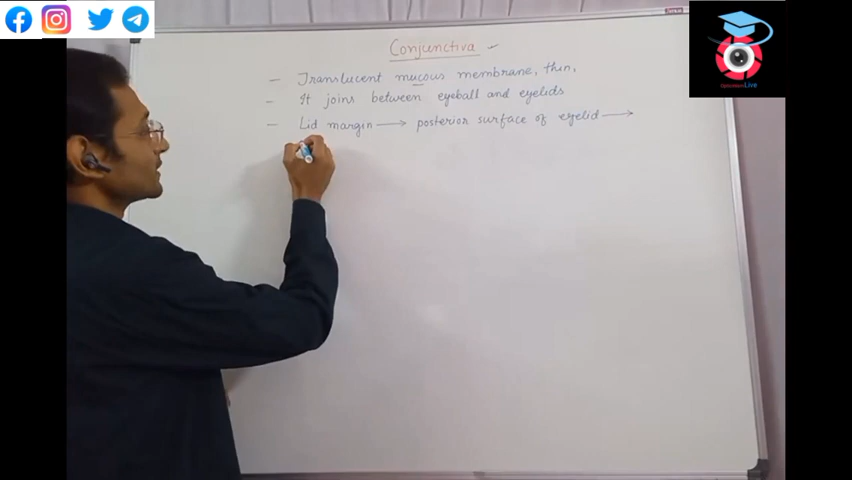 Conjunctiva
- Translucent mucous membrane, thin,
- It joins between eyeball and eyelids
- Lid margin → posterior surface of eyelid →